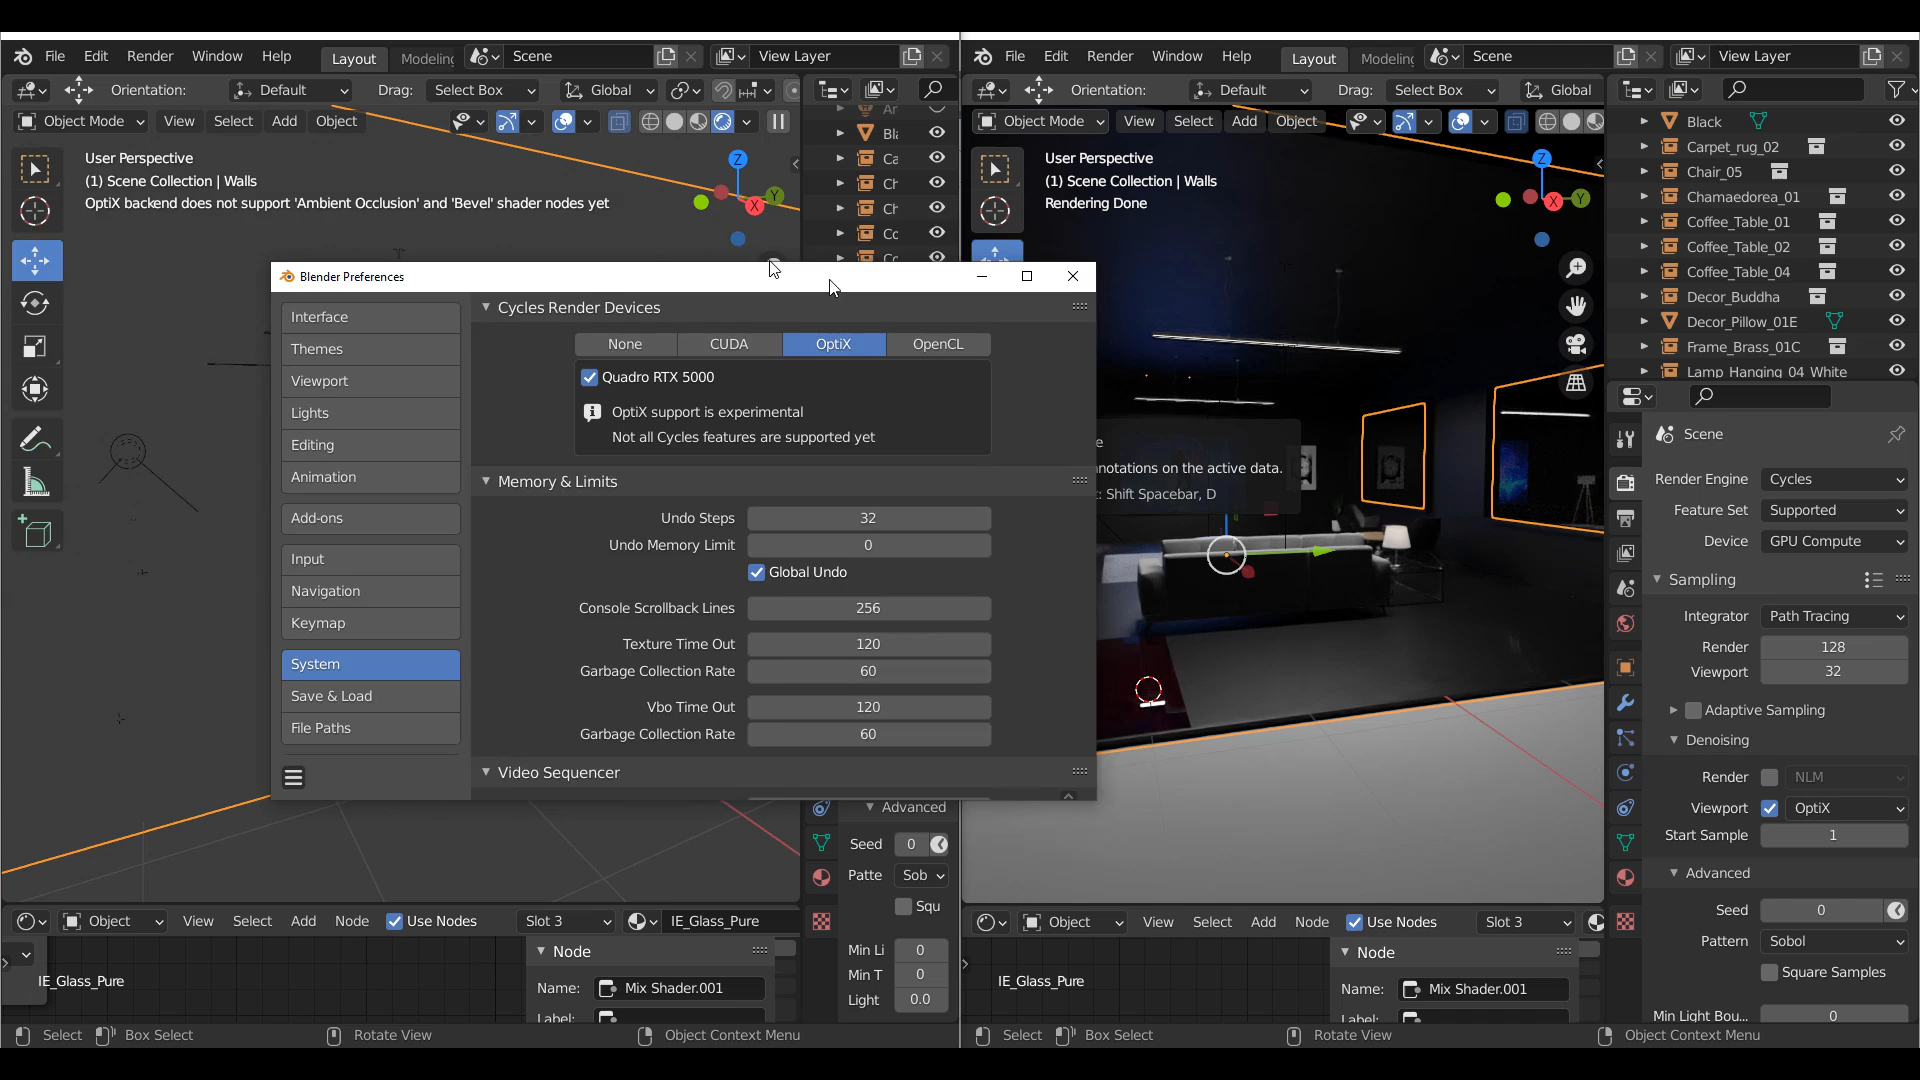 File Edit Render Window Help Layout Modeling Scene View Layer
Orientation: Default Drag: Select Box Global
Object Mode View Select Add Object
User Perspective
(1) Scene Collection | Walls
OptiX backend does not support 'Ambient Occlusion' and 'Bevel' shader nodes yet
Z
Y
X
Ar
Bl
Ca
Ch
Ch
Co
Co
Blender Preferences
Interface
Themes
Viewport
Lights
Editing
Animation
Add-ons
Input
Navigation
Keymap
System
Save & Load
File Paths
Cycles Render Devices
None CUDA OptiX OpenCL
Quadro RTX 5000
OptiX support is experimental
Not all Cycles features are supported yet
Memory & Limits
Undo Steps 32
Undo Memory Limit 0
Global Undo
Console Scrollback Lines 256
Texture Time Out 120
Garbage Collection Rate 60
Vbo Time Out 120
Garbage Collection Rate 60
Video Sequencer
Advanced
Seed 0
Patte Sob
Squ
Min Li 0
Min T 0
Light 0.0
Object View Select Add Node Use Nodes Slot 3 IE_Glass_Pure
Node
Name: Mix Shader.001
Label:
IE_Glass_Pure
Select Box Select Rotate View Object Context Menu
File Edit Render Window Help Layout Modeling Scene View Layer
Orientation: Default Drag: Select Box Global
Object Mode View Select Add Object
User Perspective
(1) Scene Collection | Walls
Rendering Done
Z
X
Y
e
nnotations on the active data.
: Shift Spacebar, D
Black
Carpet_rug_02
Chair_05
Chamaedorea_01
Coffee_Table_01
Coffee_Table_02
Coffee_Table_04
Decor_Buddha
Decor_Pillow_01E
Frame_Brass_01C
Lamp_Hanging_04_White
Scene
Render Engine Cycles
Feature Set Supported
Device GPU Compute
Sampling
Integrator Path Tracing
Render 128
Viewport 32
Adaptive Sampling
Denoising
Render NLM
Viewport OptiX
Start Sample 1
Advanced
Seed 0
Pattern Sobol
Square Samples
Min Light Bou... 0
Object View Select Add Node Use Nodes Slot 3
Node
Name: Mix Shader.001
Label:
IE_Glass_Pure
Select Box Select Rotate View Object Context Menu